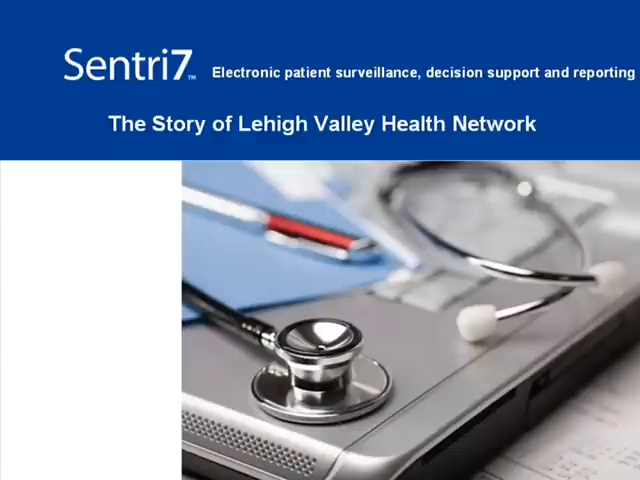 Sentri7™ Electronic patient surveillance, decision support and reporting
The Story of Lehigh Valley Health Network